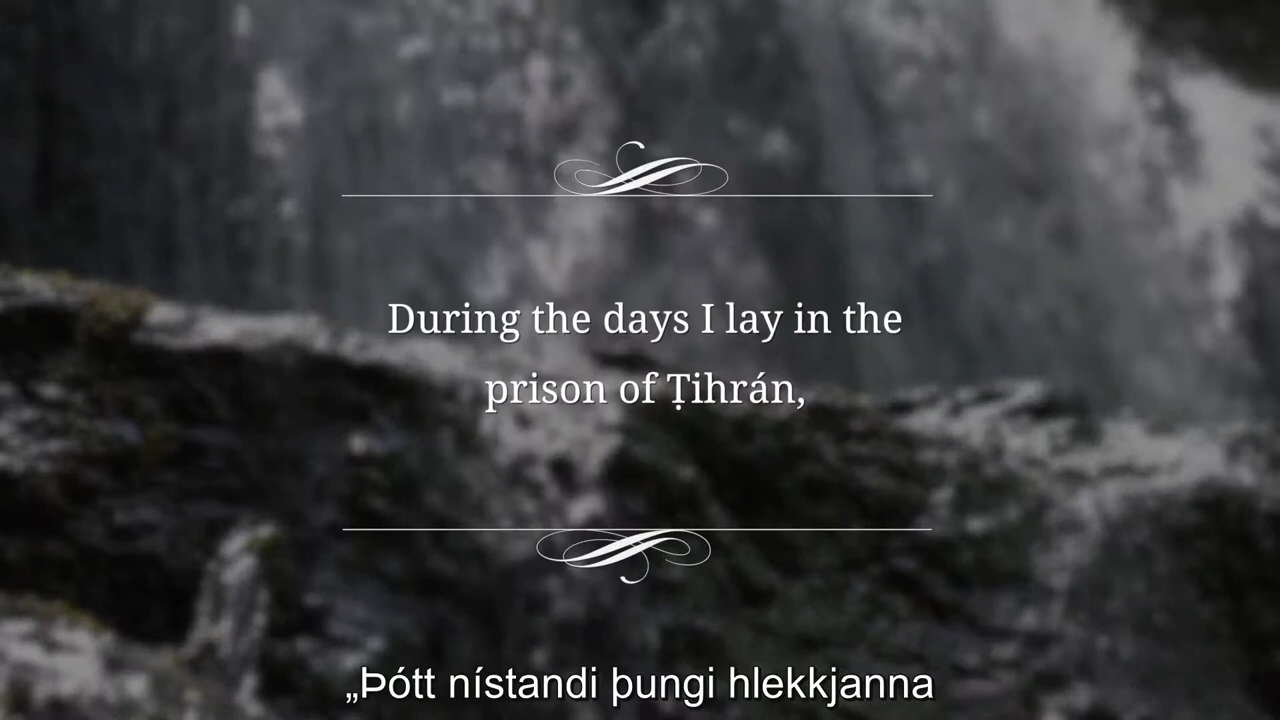 During the days I lay in the
prison of Ṭihrán,
„Þótt nístandi þungi hlekkjanna